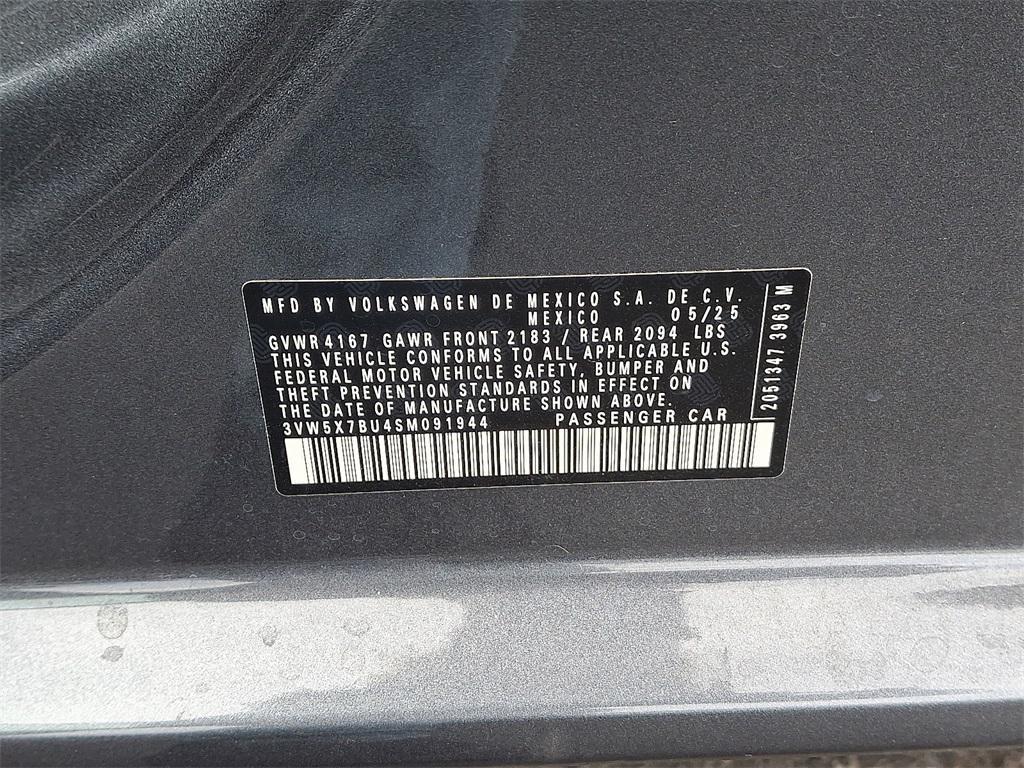 MFD BY VOLKSWAGEN DE MEXICO S.A. DE C.V.
MEXICO 05/25
GVWR 4167 GAWR FRONT 2183 / REAR 2094 LBS
THIS VEHICLE CONFORMS TO ALL APPLICABLE U.S.
FEDERAL MOTOR VEHICLE SAFETY, BUMPER AND
THEFT PREVENTION STANDARDS IN EFFECT ON
THE DATE OF MANUFACTURE SHOWN ABOVE.
3VW5X7BU4SM091944 PASSENGER CAR
2051347 3963 M